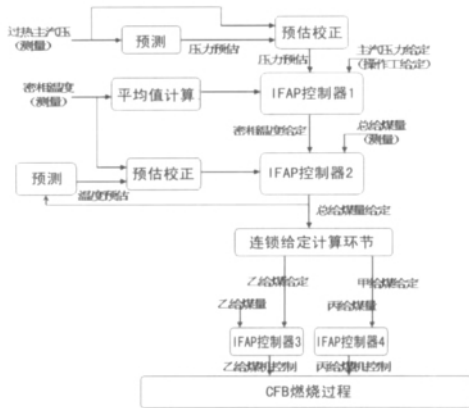 过热主汽压
(测量)
预测
预估校正
压力预估
压力预估
主汽压力给定
(操作工给定)
密相温度
(测量)
平均值计算
IFAP控制器1
密相温度给定
总给煤量
(测量)
预测
预估校正
IFAP控制器2
温度预估
总给煤量给定
连锁给定计算环节
乙给煤给定
甲给煤给定
乙给煤量
丙给煤量
IFAP控制器3
IFAP控制器4
乙给煤机控制
丙给煤机控制
CFB燃烧过程